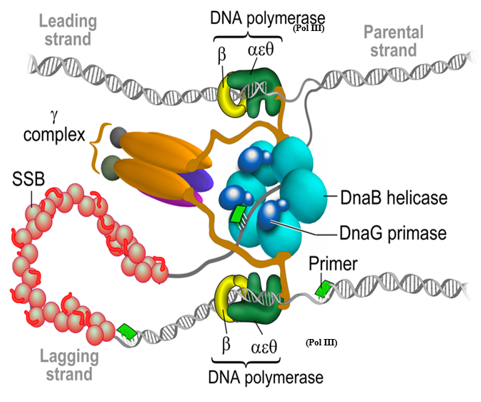 Leading
strand
DNA polymerase
(Pol III)
β αεθ
Parental
strand
γ
complex
SSB
DnaB helicase
DnaG primase
Primer
Lagging
strand
β αεθ
(Pol III)
DNA polymerase